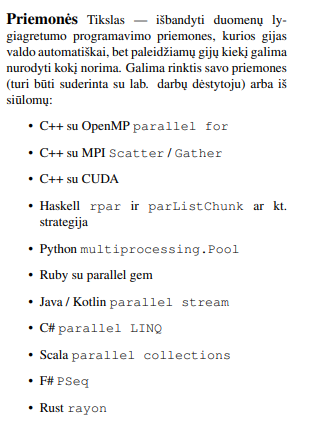 Priemonės Tikslas — išbandyti duomenų ly-
giagretumo programavimo priemones, kurios gijas
valdo automatiškai, bet paleidžiamų gijų kiekį galima
nurodyti kokį norima. Galima rinktis savo priemones
(turi būti suderinta su lab. darbų dėstytoju) arba iš
siūlomų:
• C++ su OpenMP parallel for
• C++ su MPI Scatter / Gather
• C++ su CUDA
• Haskell rpar ir parListChunk ar kt.
strategija
• Python multiprocessing.Pool
• Ruby su parallel gem
• Java / Kotlin parallel stream
• C# parallel LINQ
• Scala parallel collections
• F# PSeq
• Rust rayon